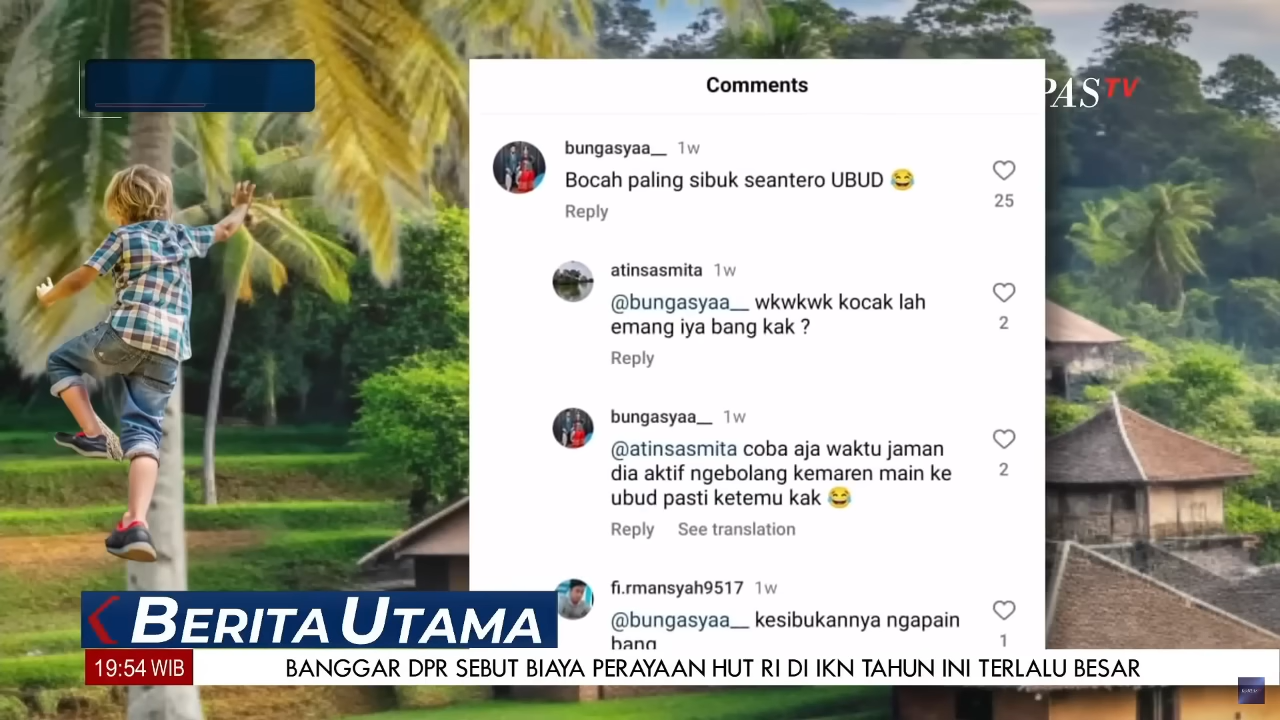 Comments
PAS TV
bungasyaa__ 1w
Bocah paling sibuk seantero UBUD 😂
25
Reply
atinsasmita 1w
@bungasyaa__ wkwkwk kocak lah
emang iya bang kak ?
2
Reply
bungasyaa__ 1w
@atinsasmita coba aja waktu jaman
dia aktif ngebolang kemaren main ke
ubud pasti ketemu kak 😂
2
Reply See translation
fi.rmansyah9517 1w
@bungasyaa__ kesibukannya ngapain
bang
1
BERITA UTAMA
19:54 WIB
BANGGAR DPR SEBUT BIAYA PERAYAAN HUT RI DI IKN TAHUN INI TERLALU BESAR